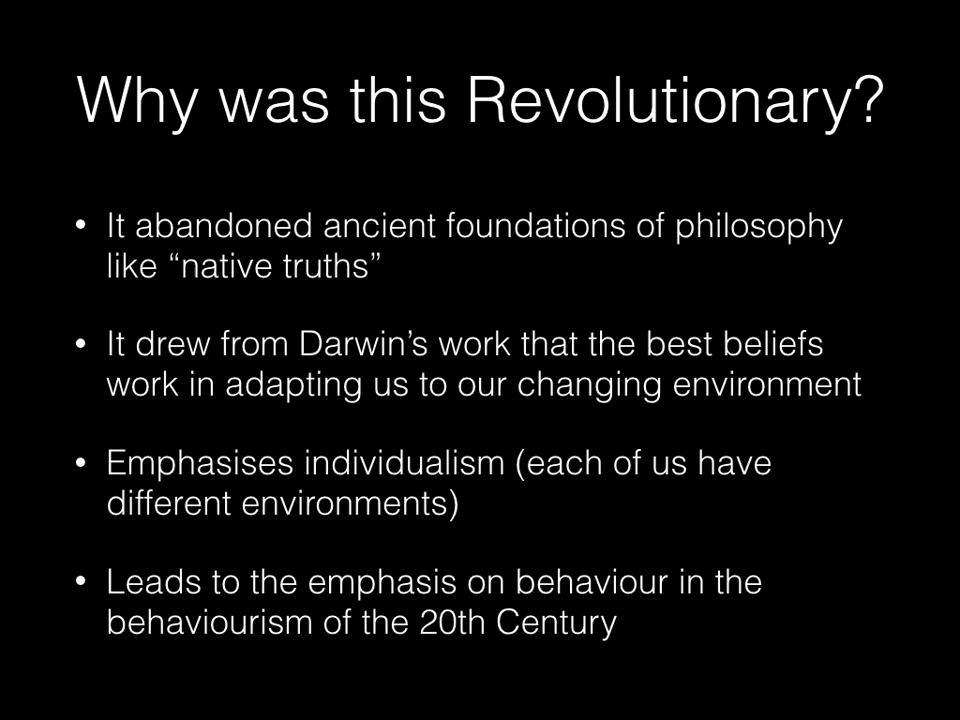 Why was this Revolutionary?
• It abandoned ancient foundations of philosophy
like “native truths”
• It drew from Darwin’s work that the best beliefs
work in adapting us to our changing environment
• Emphasises individualism (each of us have
different environments)
• Leads to the emphasis on behaviour in the
behaviourism of the 20th Century